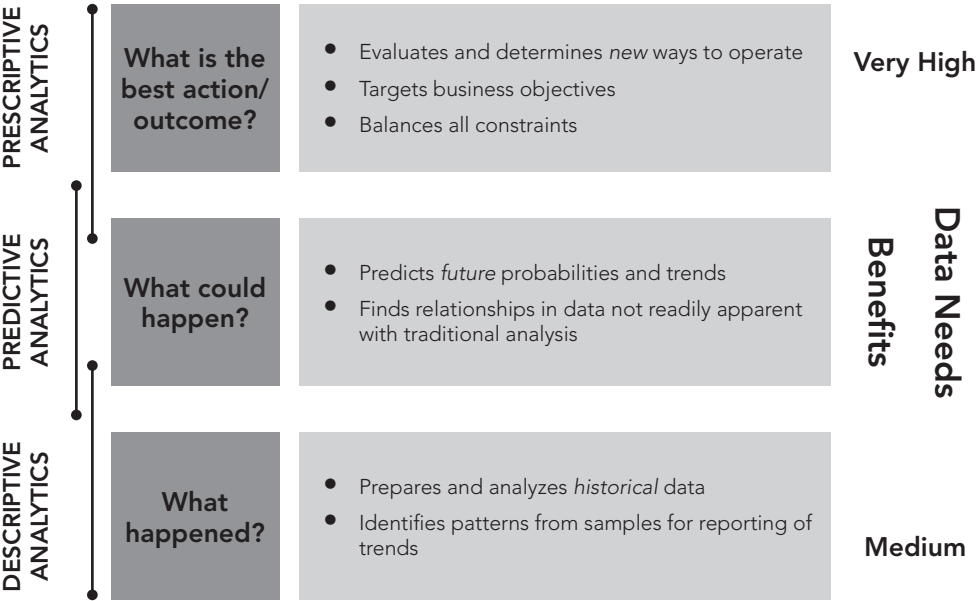 PRESCRIPTIVE
ANALYTICS
What is the
best action/
outcome?
● Evaluates and determines new ways to operate
● Targets business objectives
● Balances all constraints
Very High
PREDICTIVE
ANALYTICS
What could
happen?
● Predicts future probabilities and trends
● Finds relationships in data not readily apparent
with traditional analysis
Benefits
Data Needs
DESCRIPTIVE
ANALYTICS
What
happened?
● Prepares and analyzes historical data
● Identifies patterns from samples for reporting of
trends
Medium